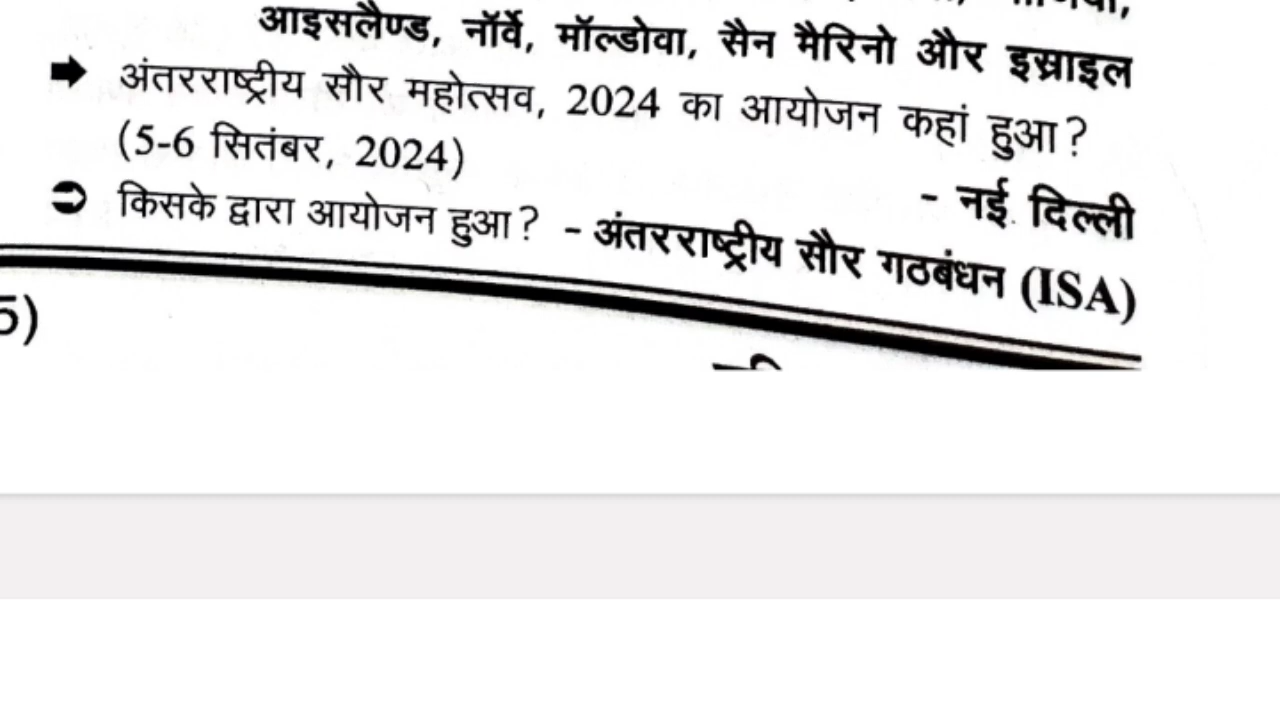 आइसलैण्ड, नॉर्वे, मॉल्डोवा, सैन मैरिनो और इस्राइल
➡ अंतरराष्ट्रीय सौर महोत्सव, 2024 का आयोजन कहां हुआ?
(5-6 सितंबर, 2024)
- नई दिल्ली
➲ किसके द्वारा आयोजन हुआ? - अंतरराष्ट्रीय सौर गठबंधन (ISA)
5)